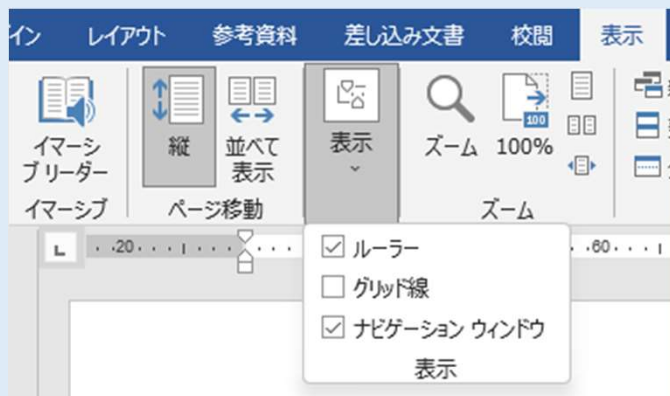 イン レイアウト 参考資料 差し込み文書 校閲 表示
イマーシ
ブ リーダー
縦
並べて
表示
表示
ズーム
100
100%
イマーシブ
ページ移動
ズーム
L
20
60
ルーラー
グリッド線
ナビゲーション ウィンドウ
表示